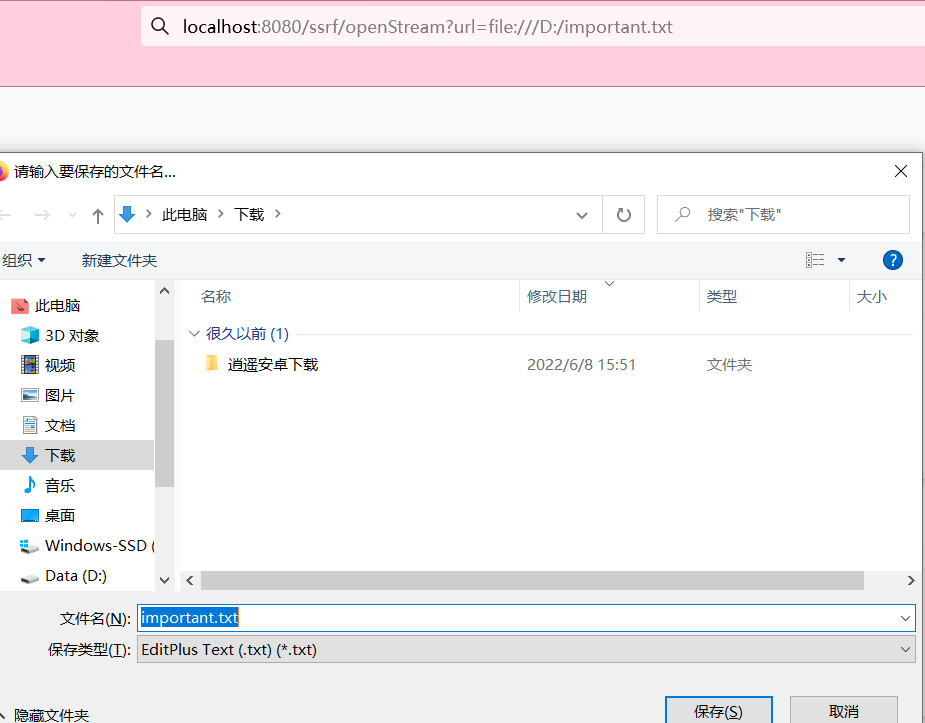 localhost:8080/ssrf/openStream?url=file:///D:/important.txt
请输入要保存的文件名...
此电脑 下载 搜索"下载"
组织 新建文件夹
名称 修改日期 类型 大小
此电脑
很久以前 (1)
3D 对象
逍遥安卓下载 2022/6/8 15:51 文件夹
视频
图片
文档
下载
音乐
桌面
Windows-SSD (
Data (D:)
文件名(N): important.txt
保存类型(T): EditPlus Text (.txt) (*.txt)
隐藏文件夹 保存(S) 取消